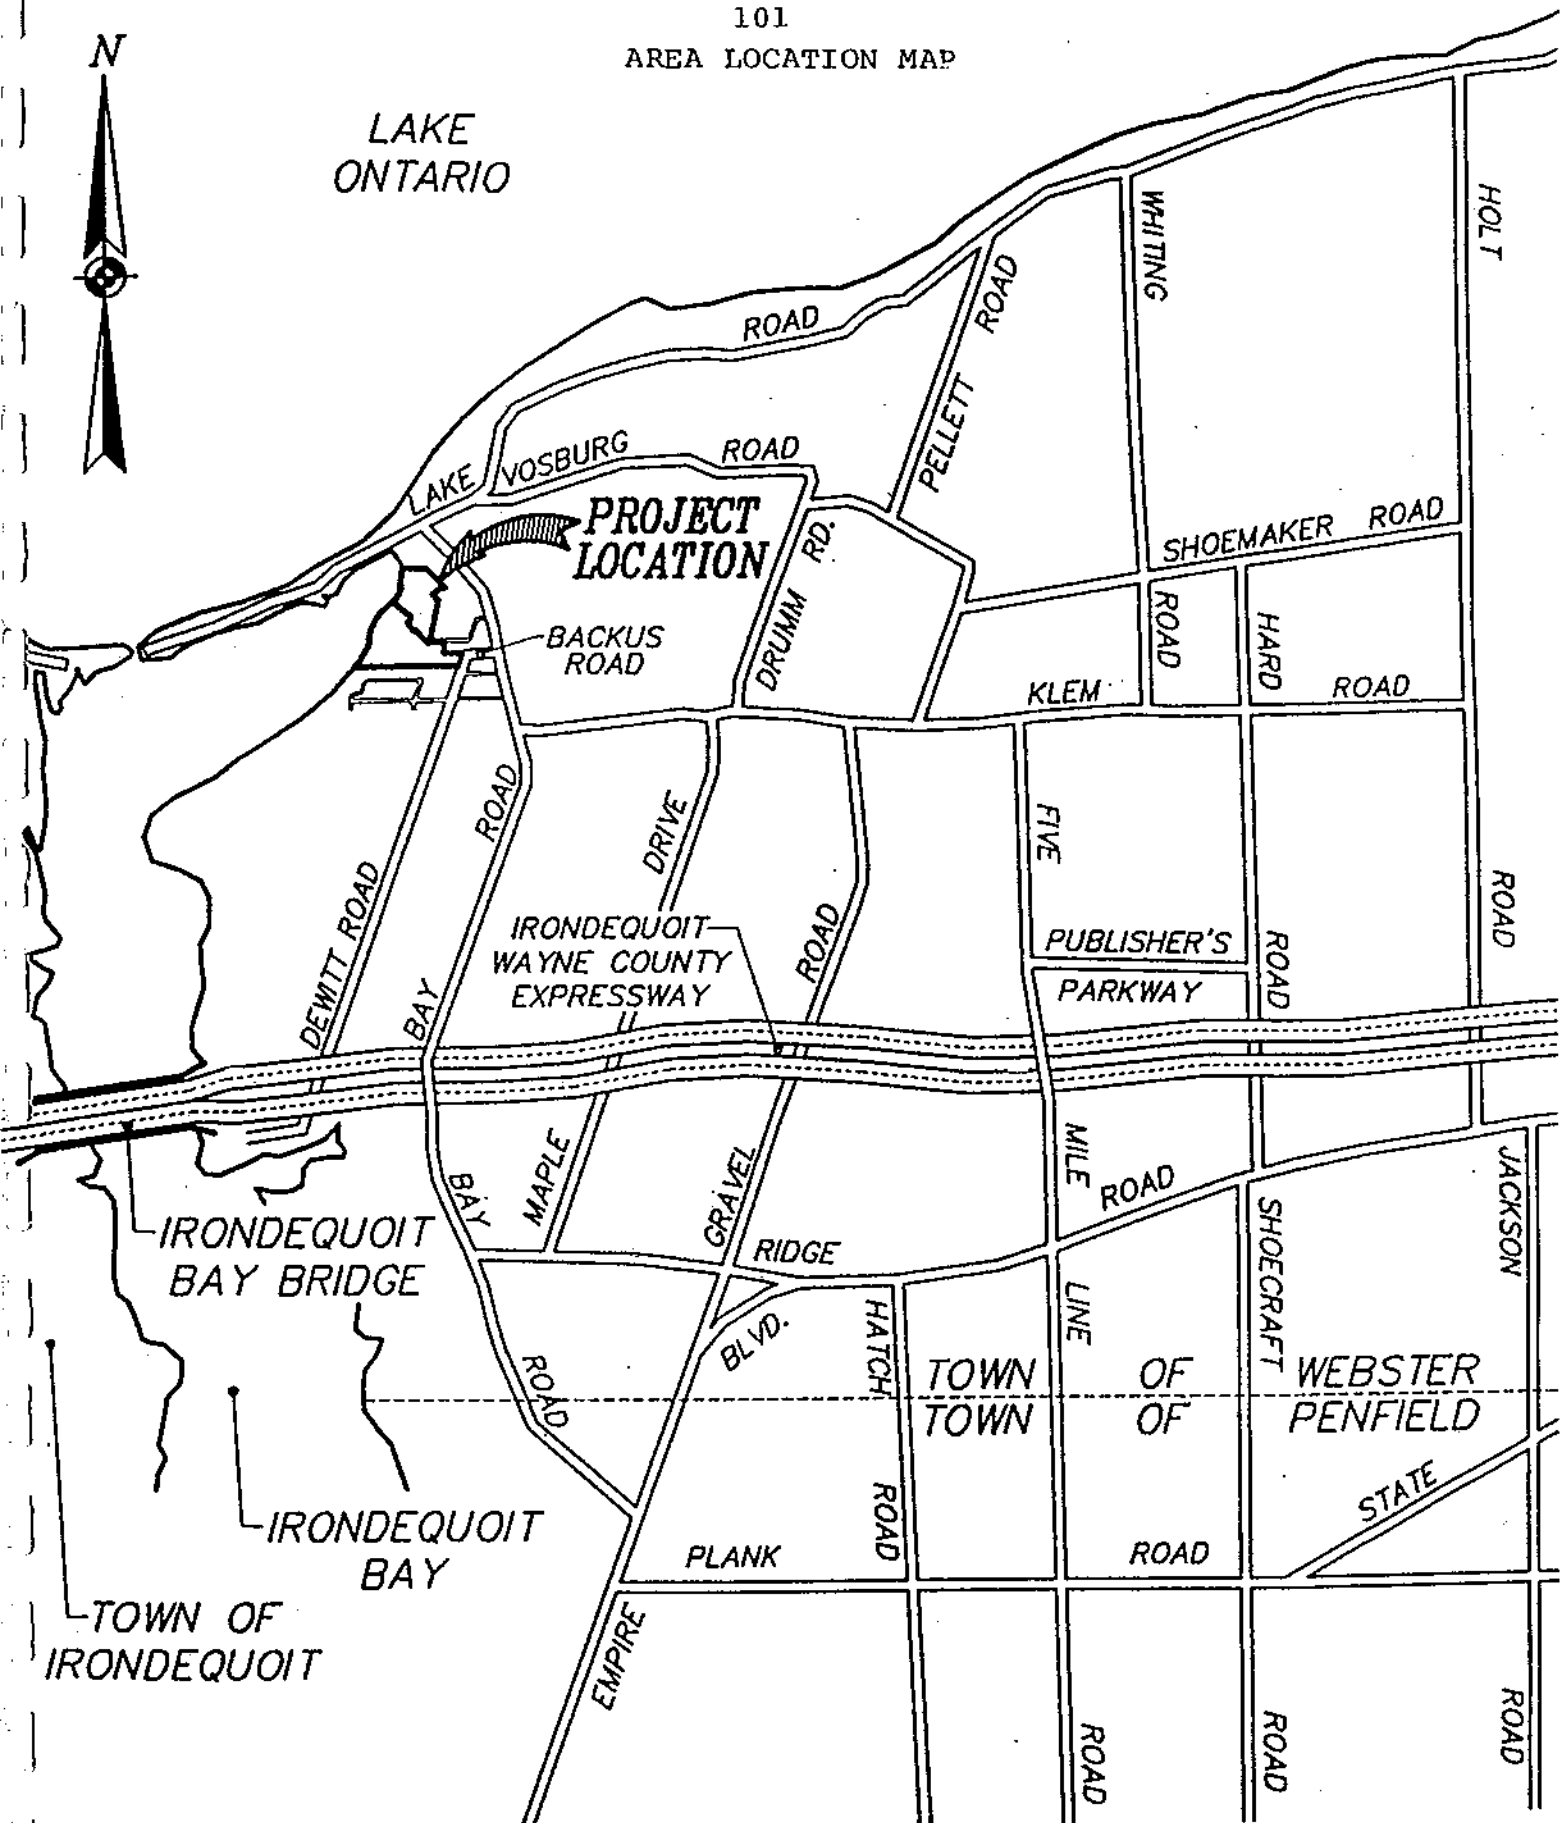 101
AREA LOCATION MAP
N
LAKE
ONTARIO
HOLT
WHITING
ROAD
ROAD
PELLETT
LAKE
VOSBURG
ROAD
PROJECT
LOCATION
RD.
DRUMM
SHOEMAKER
ROAD
BACKUS
ROAD
ROAD
HARD
KLEM
ROAD
ROAD
DRIVE
FIVE
DEWITT ROAD
ROAD
ROAD
IRONDEQUOIT
WAYNE COUNTY
EXPRESSWAY
PUBLISHER'S
PARKWAY
ROAD
BAY
MILE
ROAD
JACKSON
MAPLE
GRAVEL
BAY
IRONDEQUOIT
BAY BRIDGE
RIDGE
SHOECRAFT
LINE
HATCH
BLVD.
ROAD
TOWN OF WEBSTER
TOWN OF PENFIELD
STATE
ROAD
IRONDEQUOIT
BAY
PLANK
ROAD
TOWN OF
IRONDEQUOIT
EMPIRE
ROAD
ROAD
ROAD